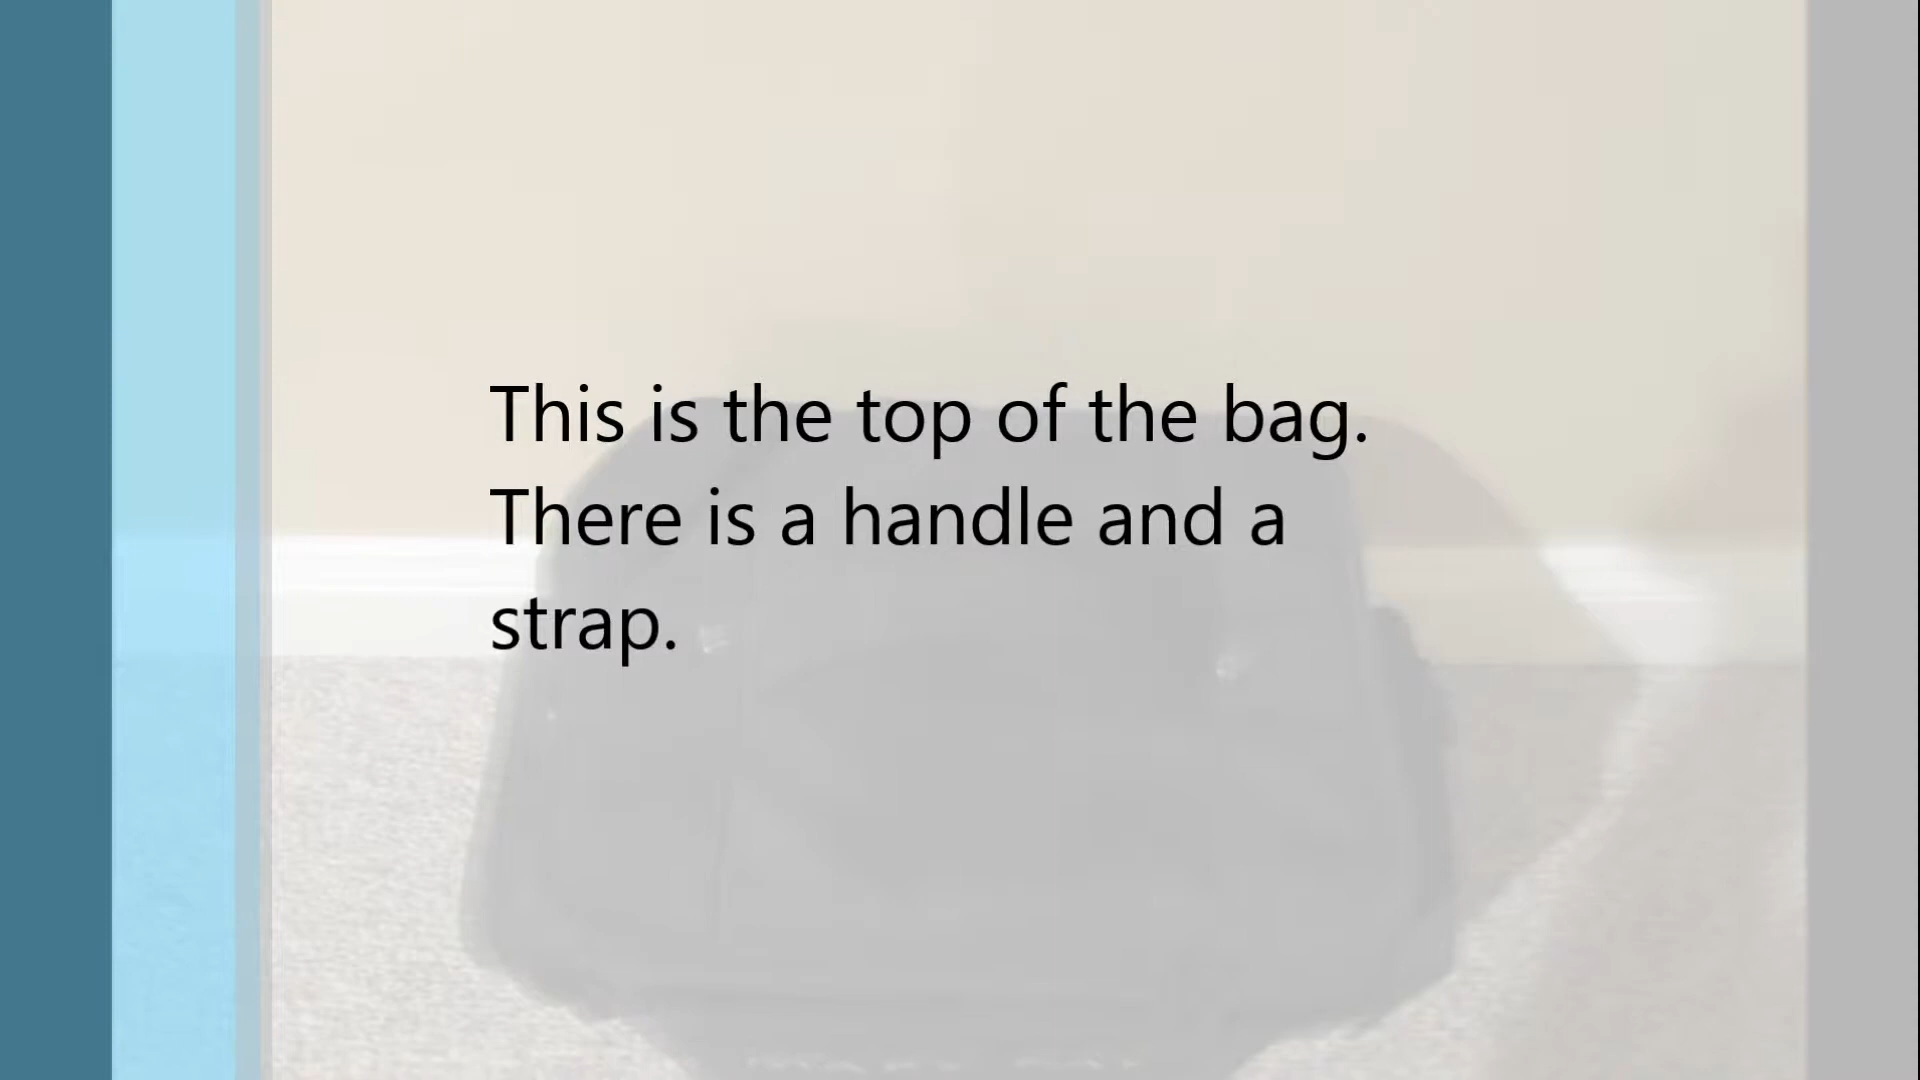 This is the top of the bag.
There is a handle and a
strap.